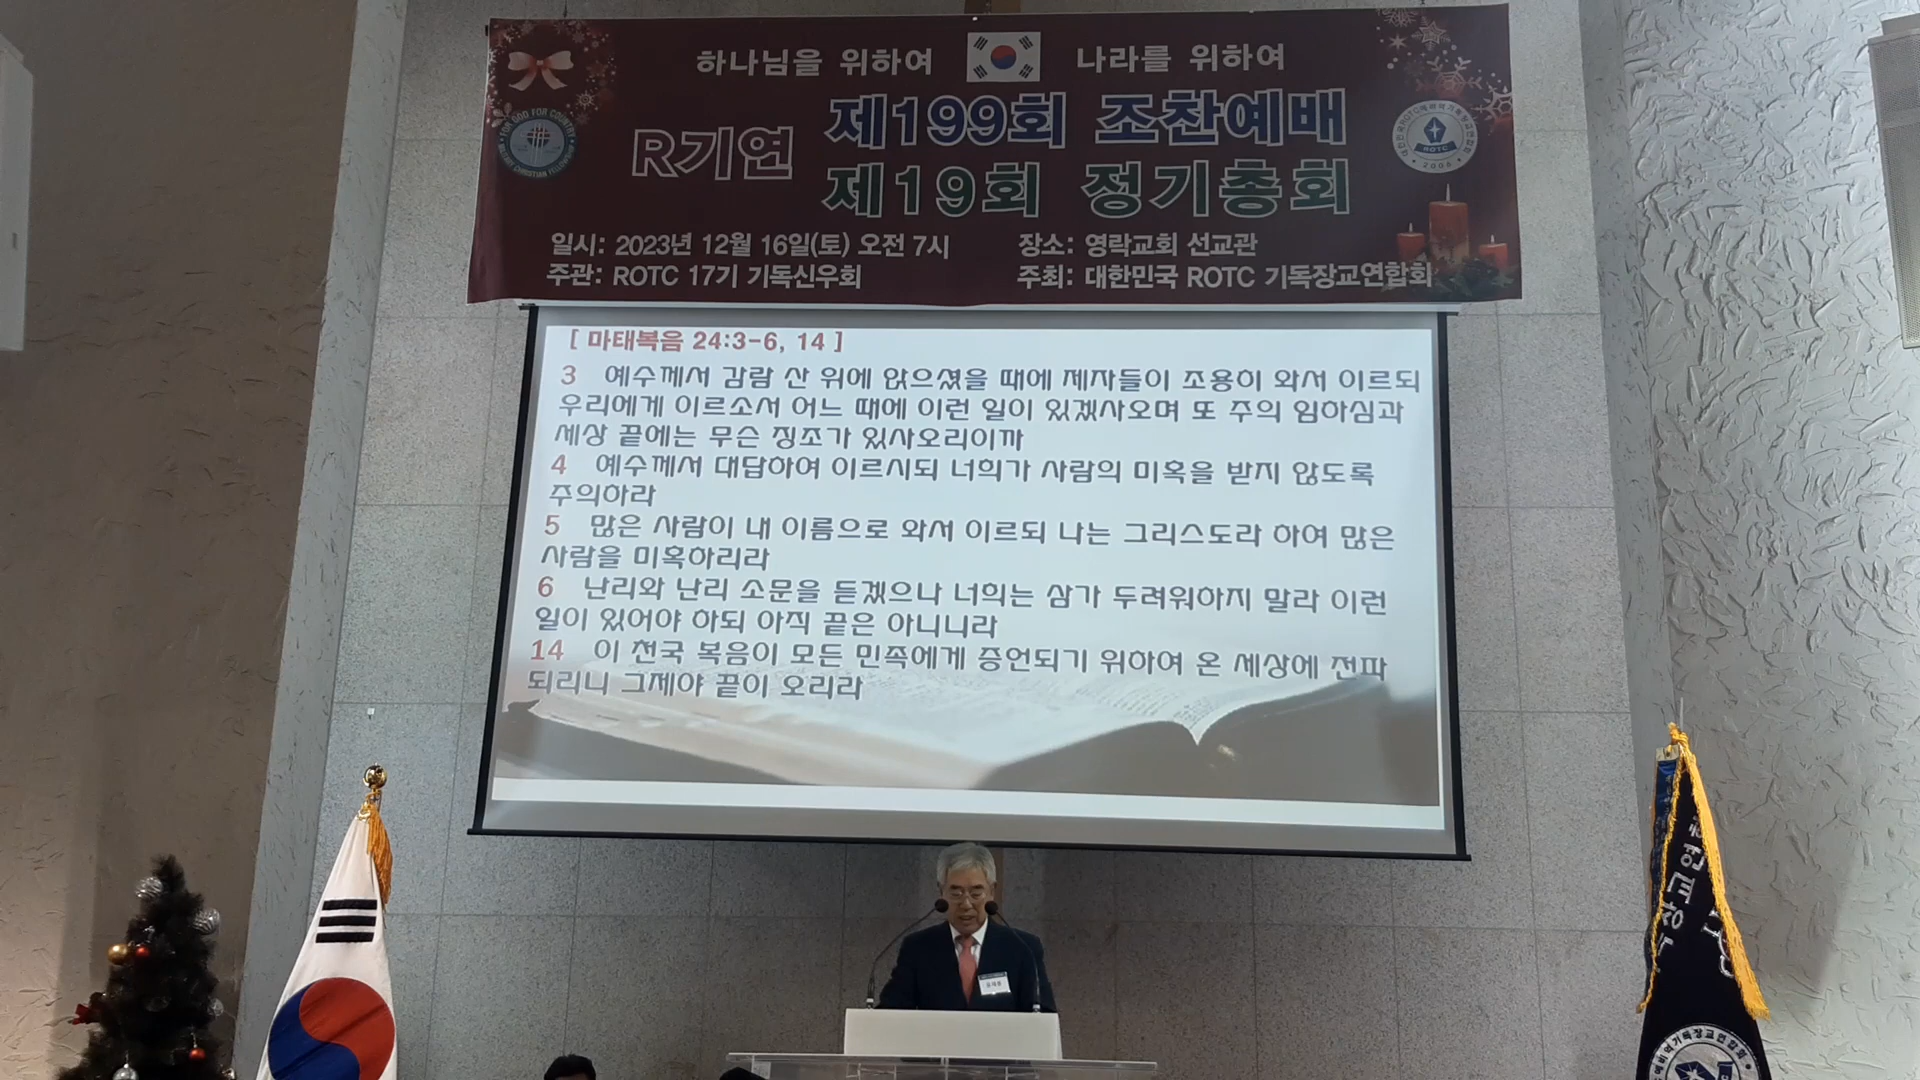 하나님을 위하여 나라를 위하여
R기연
제199회 조찬예배
제19회 정기총회
일시: 2023년 12월 16일(토) 오전 7시 장소: 영락교회 선교관
주관: ROTC 17기 기독신우회 주최: 대한민국 ROTC 기독장교연합회
FOR GOD FOR COUNTRY
CHRISTIAN FELLOWSHIP
ROTC
2006
[ 마태복음 24:3-6, 14 ]
3 예수께서 감람 산 위에 앉으셨을 때에 제자들이 조용히 와서 이르되
우리에게 이르소서 어느 때에 이런 일이 있겠사오며 또 주의 임하심과
세상 끝에는 무슨 징조가 있사오리이까
4 예수께서 대답하여 이르시되 너희가 사람의 미혹을 받지 않도록
주의하라
5 많은 사람이 내 이름으로 와서 이르되 나는 그리스도라 하여 많은
사람을 미혹하리라
6 난리와 난리 소문을 듣겠으나 너희는 삼가 두려워하지 말라 이런
일이 있어야 하되 아직 끝은 아니니라
14 이 천국 복음이 모든 민족에게 증언되기 위하여 온 세상에 전파
되리니 그제야 끝이 오리라
장교연